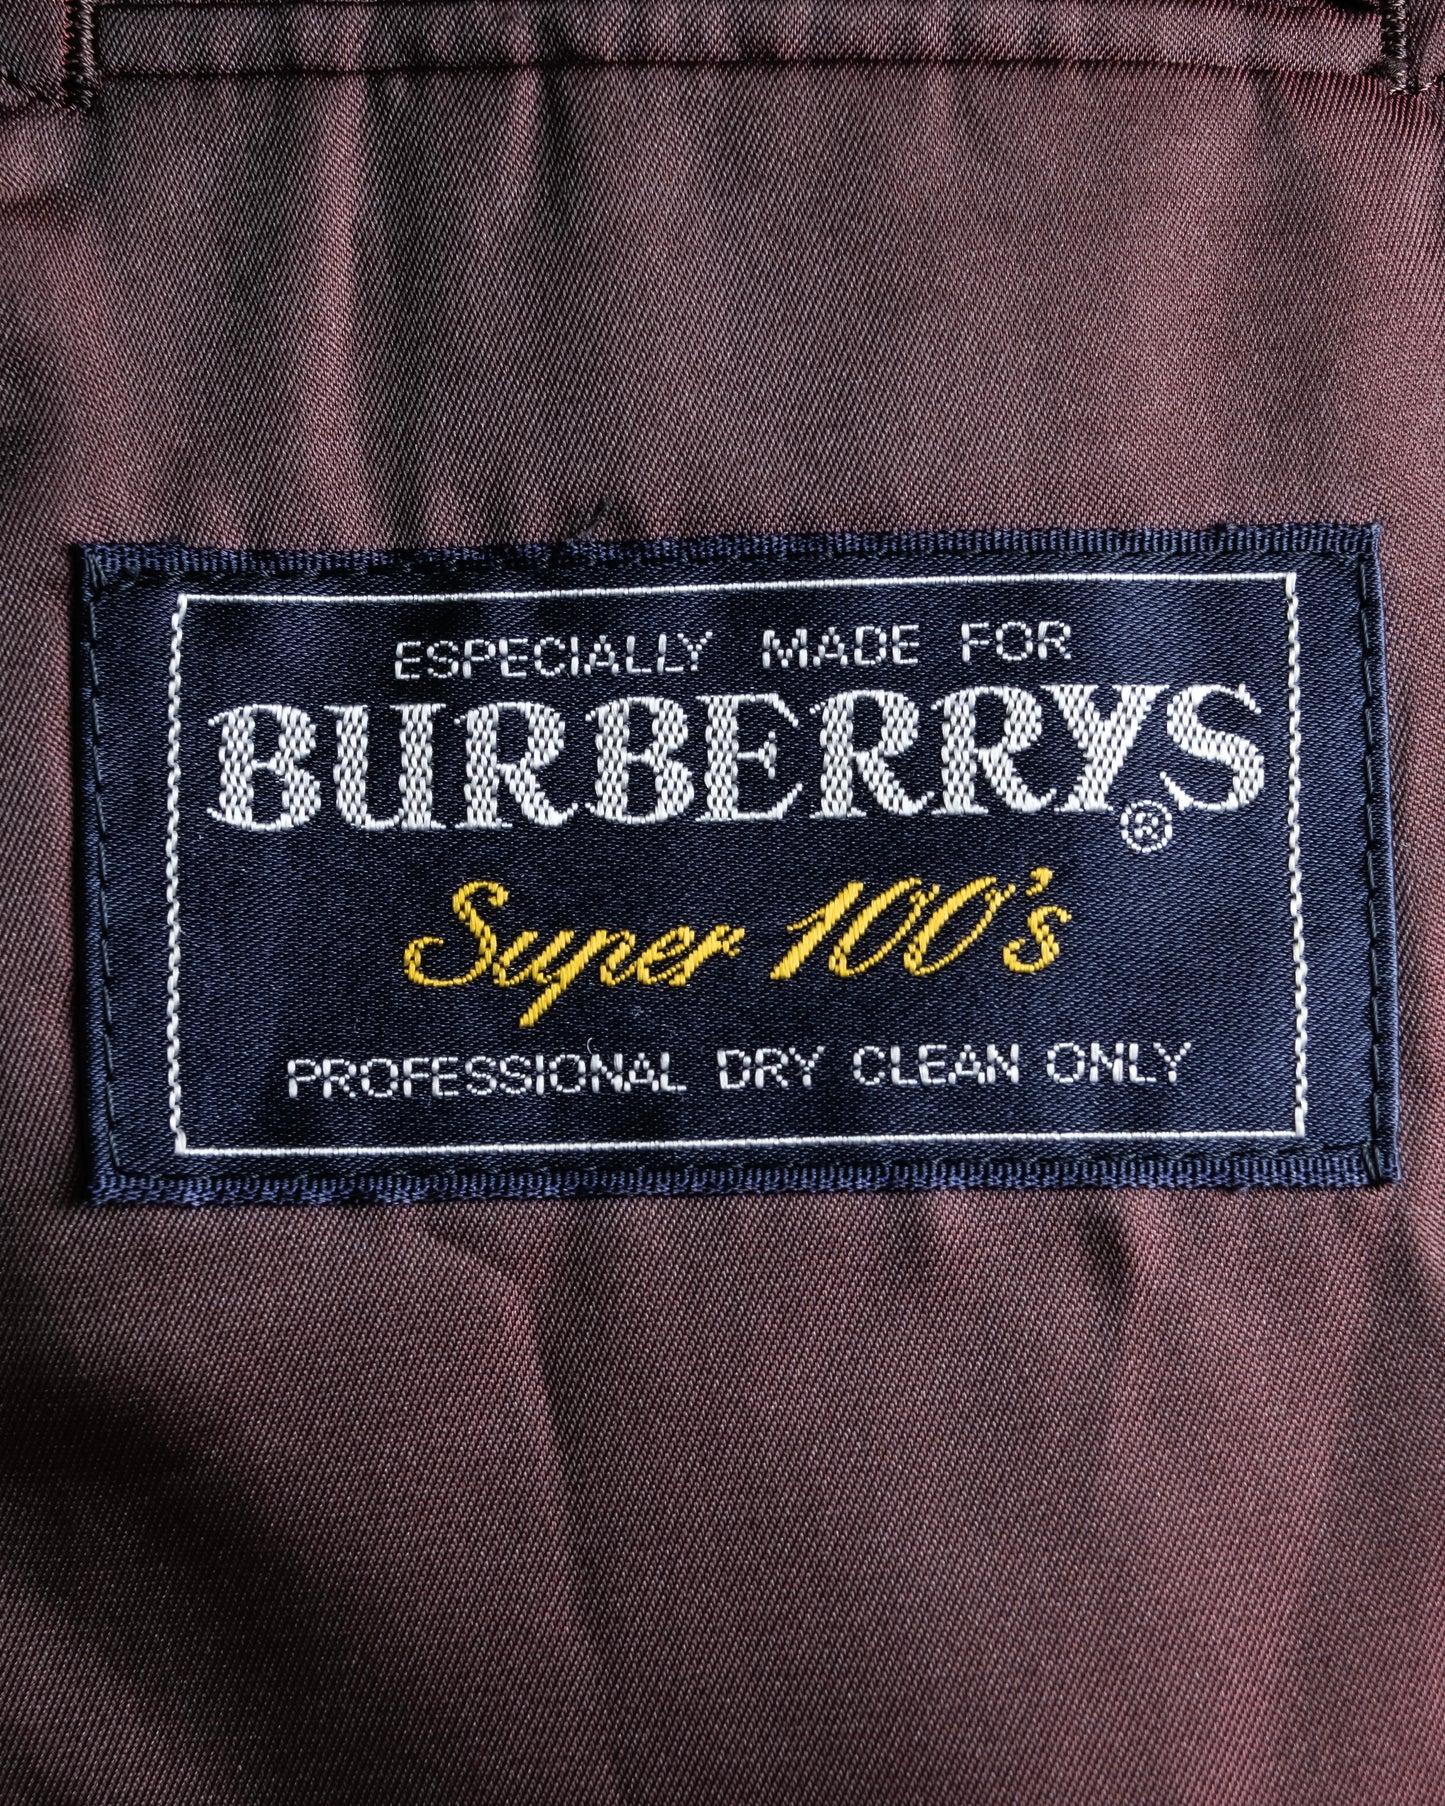 ESPECIALLY MADE FOR
BURBERRYS®
Super 100's
PROFESSIONAL DRY CLEAN ONLY